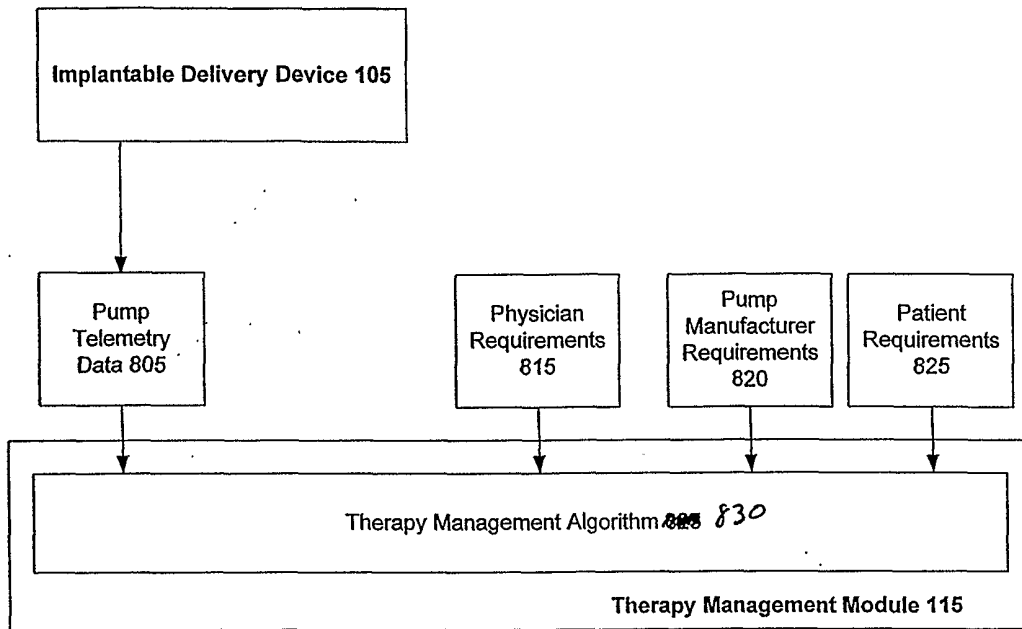 Implantable Delivery Device 105
Pump
Telemetry
Data 805
Physician
Requirements
815
Pump
Manufacturer
Requirements
820
Patient
Requirements
825
Therapy Management Algorithm 830
Therapy Management Module 115